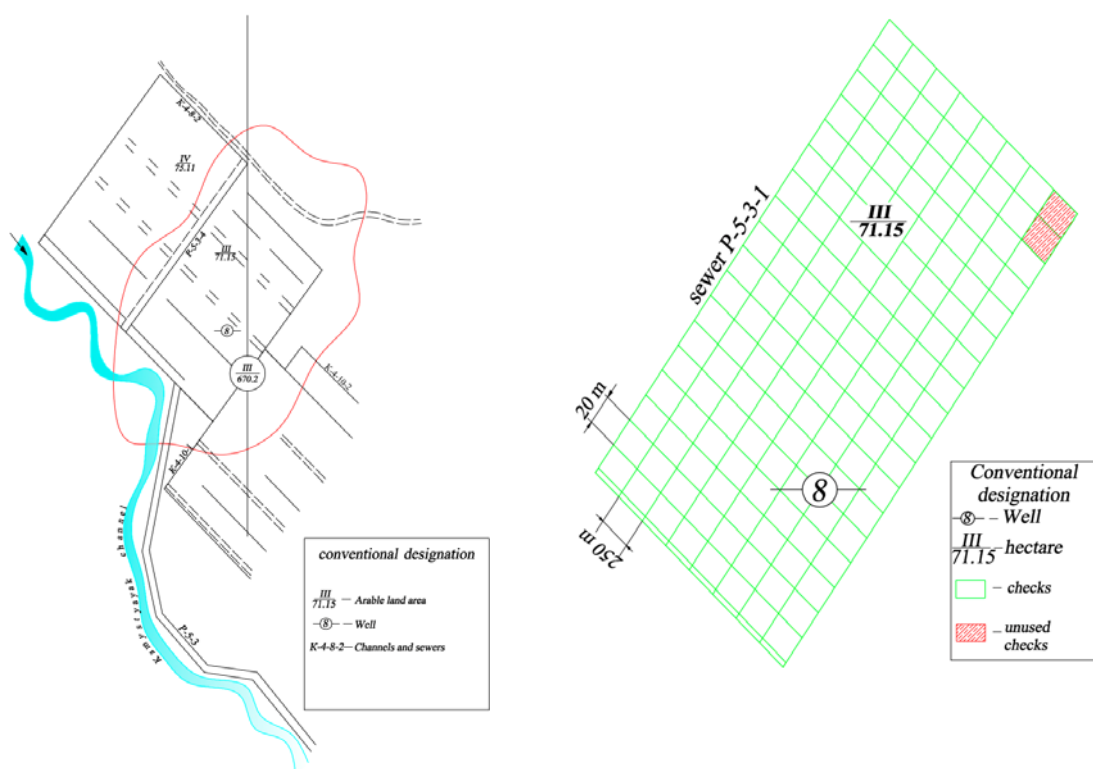 K-4-8-2
IV
75.11
P-5-3-4
III
71.15
8
III
670.2
K-4-10-2
K-4-10-1
Kamystyayak channel
P-5-3
conventional designation
III
71.15 — Arable land area
8 — Well
K-4-8-2— Channels and sewers
sewer P-5-3-1
III
71.15
20 m
250 m
8
Conventional
designation
8 – Well
III
71.15 – hectare
– checks
– unused
checks